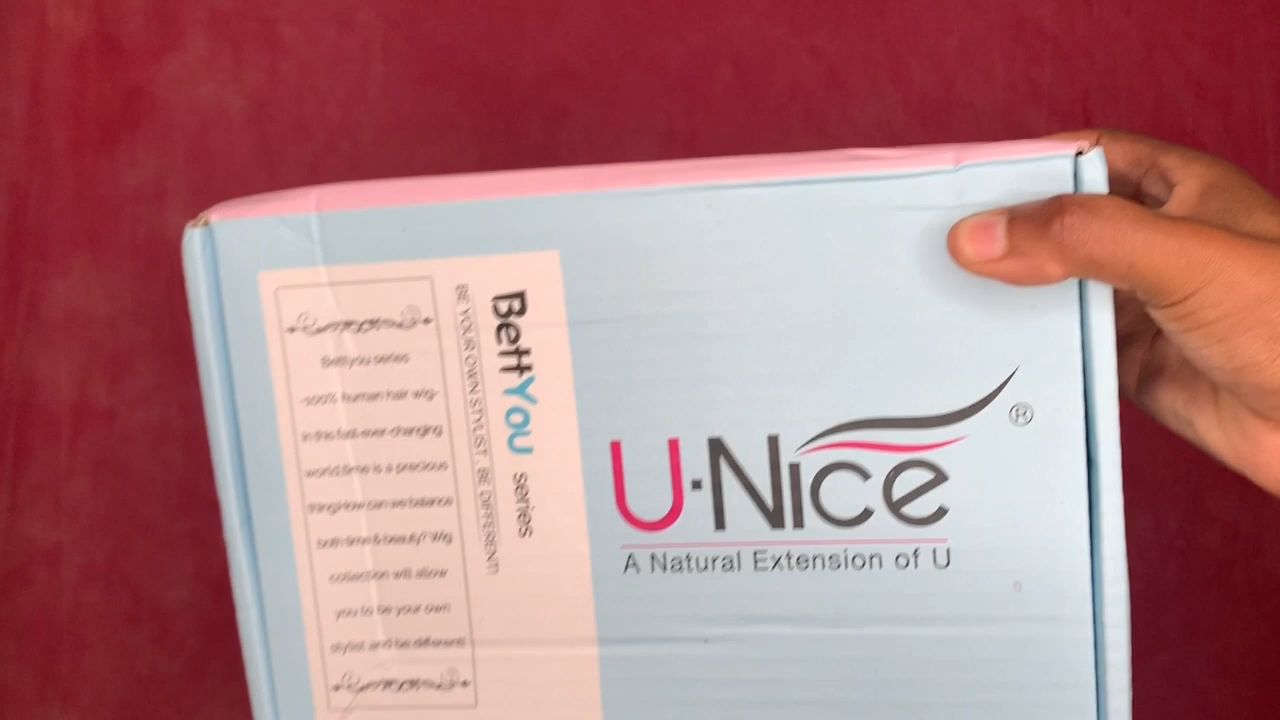 BettYou series
BE YOUR OWN STYLIST . BE DIFFERENT!
Bettyou series
-100% human hair wig-
In this fast-ever-changing
world,time is a precious
thing.How can we balance
both time & beauty? Wig
collection will allow
you to be your own
stylist and be different!
U·Nice®
A Natural Extension of U